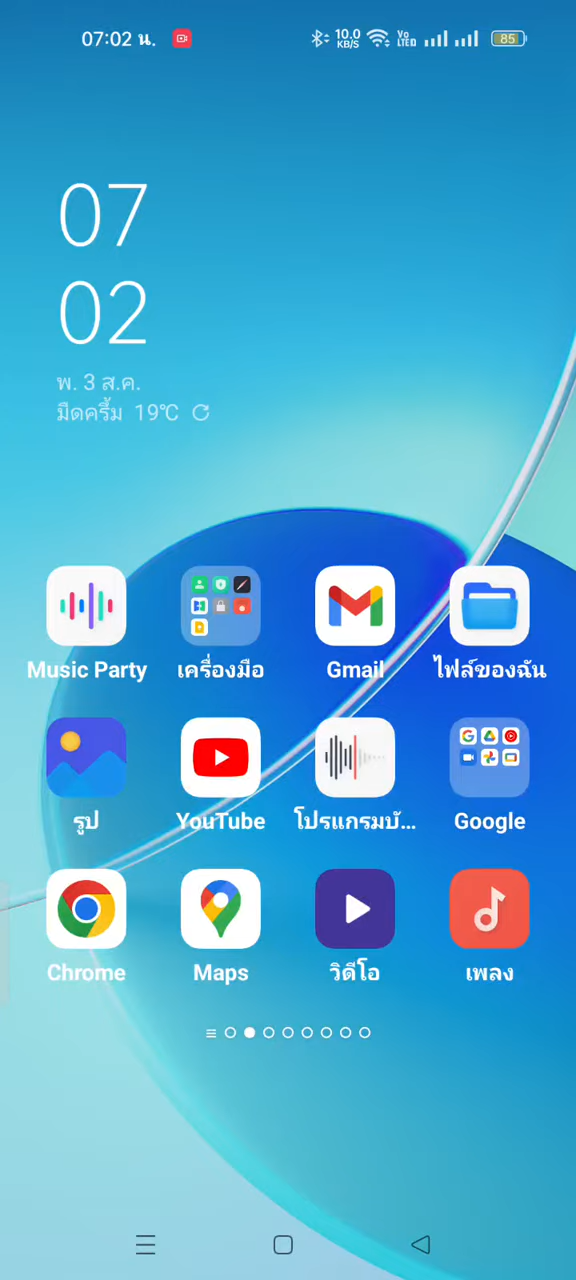 07:02 น.
10.0
KB/S
Vo
LTE
85
07
02
พ. 3 ส.ค.
มืดครึ้ม 19℃
Music Party
เครื่องมือ
Gmail
ไฟล์ของฉัน
รูป
YouTube
โปรแกรมบั...
Google
Chrome
Maps
วิดีโอ
เพลง